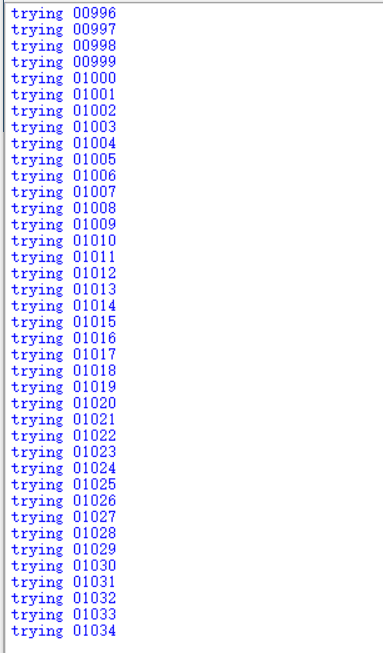 trying 00996
trying 00997
trying 00998
trying 00999
trying 01000
trying 01001
trying 01002
trying 01003
trying 01004
trying 01005
trying 01006
trying 01007
trying 01008
trying 01009
trying 01010
trying 01011
trying 01012
trying 01013
trying 01014
trying 01015
trying 01016
trying 01017
trying 01018
trying 01019
trying 01020
trying 01021
trying 01022
trying 01023
trying 01024
trying 01025
trying 01026
trying 01027
trying 01028
trying 01029
trying 01030
trying 01031
trying 01032
trying 01033
trying 01034